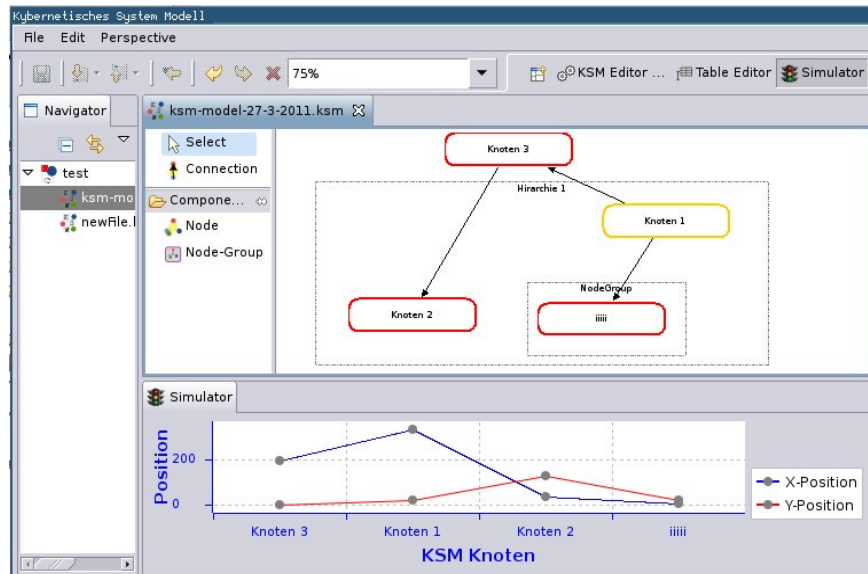 Kybernetisches System Modell
File Edit Perspective
75%
KSM Editor ... Table Editor Simulator
Navigator
test
ksm-mo
newFile.
ksm-model-27-3-2011.ksm
Select
Connection
Compone...
Node
Node-Group
Knoten 3
Hirarchie 1
Knoten 1
NodeGroup
Knoten 2
iiiii
Simulator
Position
200
0
Knoten 3 Knoten 1 Knoten 2 iiiii
KSM Knoten
X-Position
Y-Position